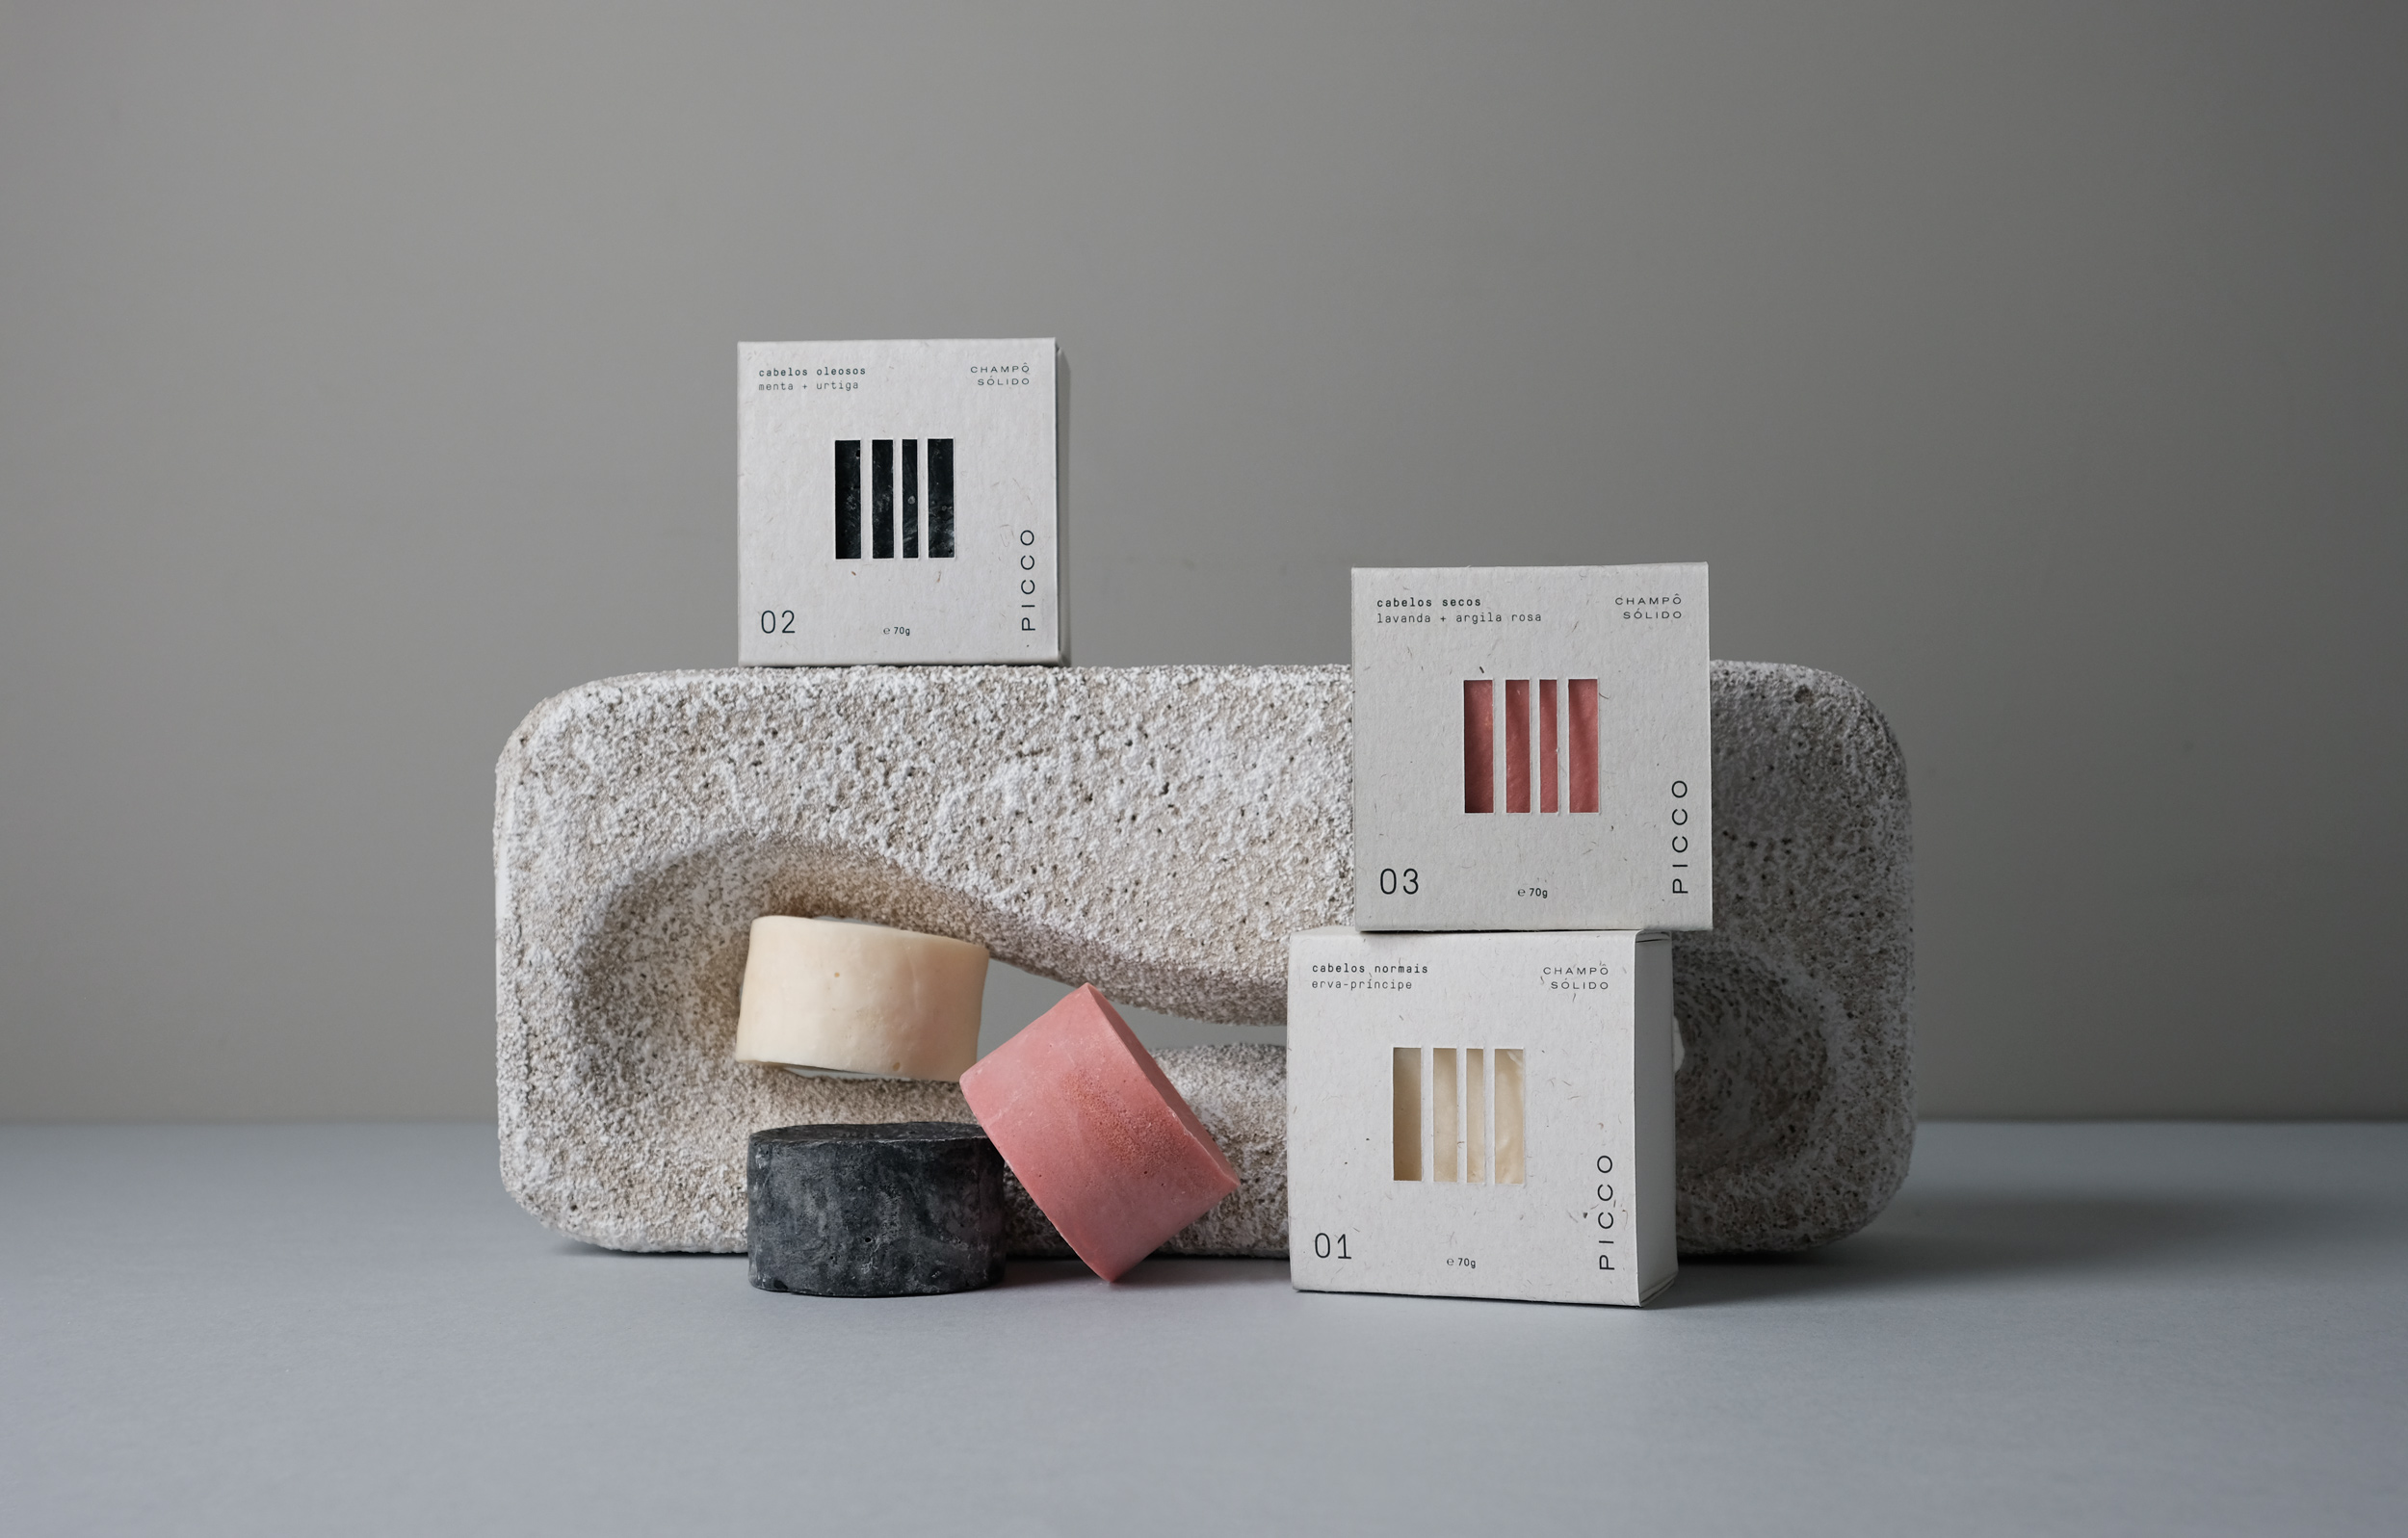 cabelos oleosos
menta + urtiga
CHAMPÔ
SÓLIDO
PICCO
02
℮ 70g
cabelos secos
lavanda + argila rosa
CHAMPÔ
SÓLIDO
PICCO
03
℮ 70g
cabelos normais
erva-príncipe
CHAMPÔ
SÓLIDO
PICCO
01
℮ 70g